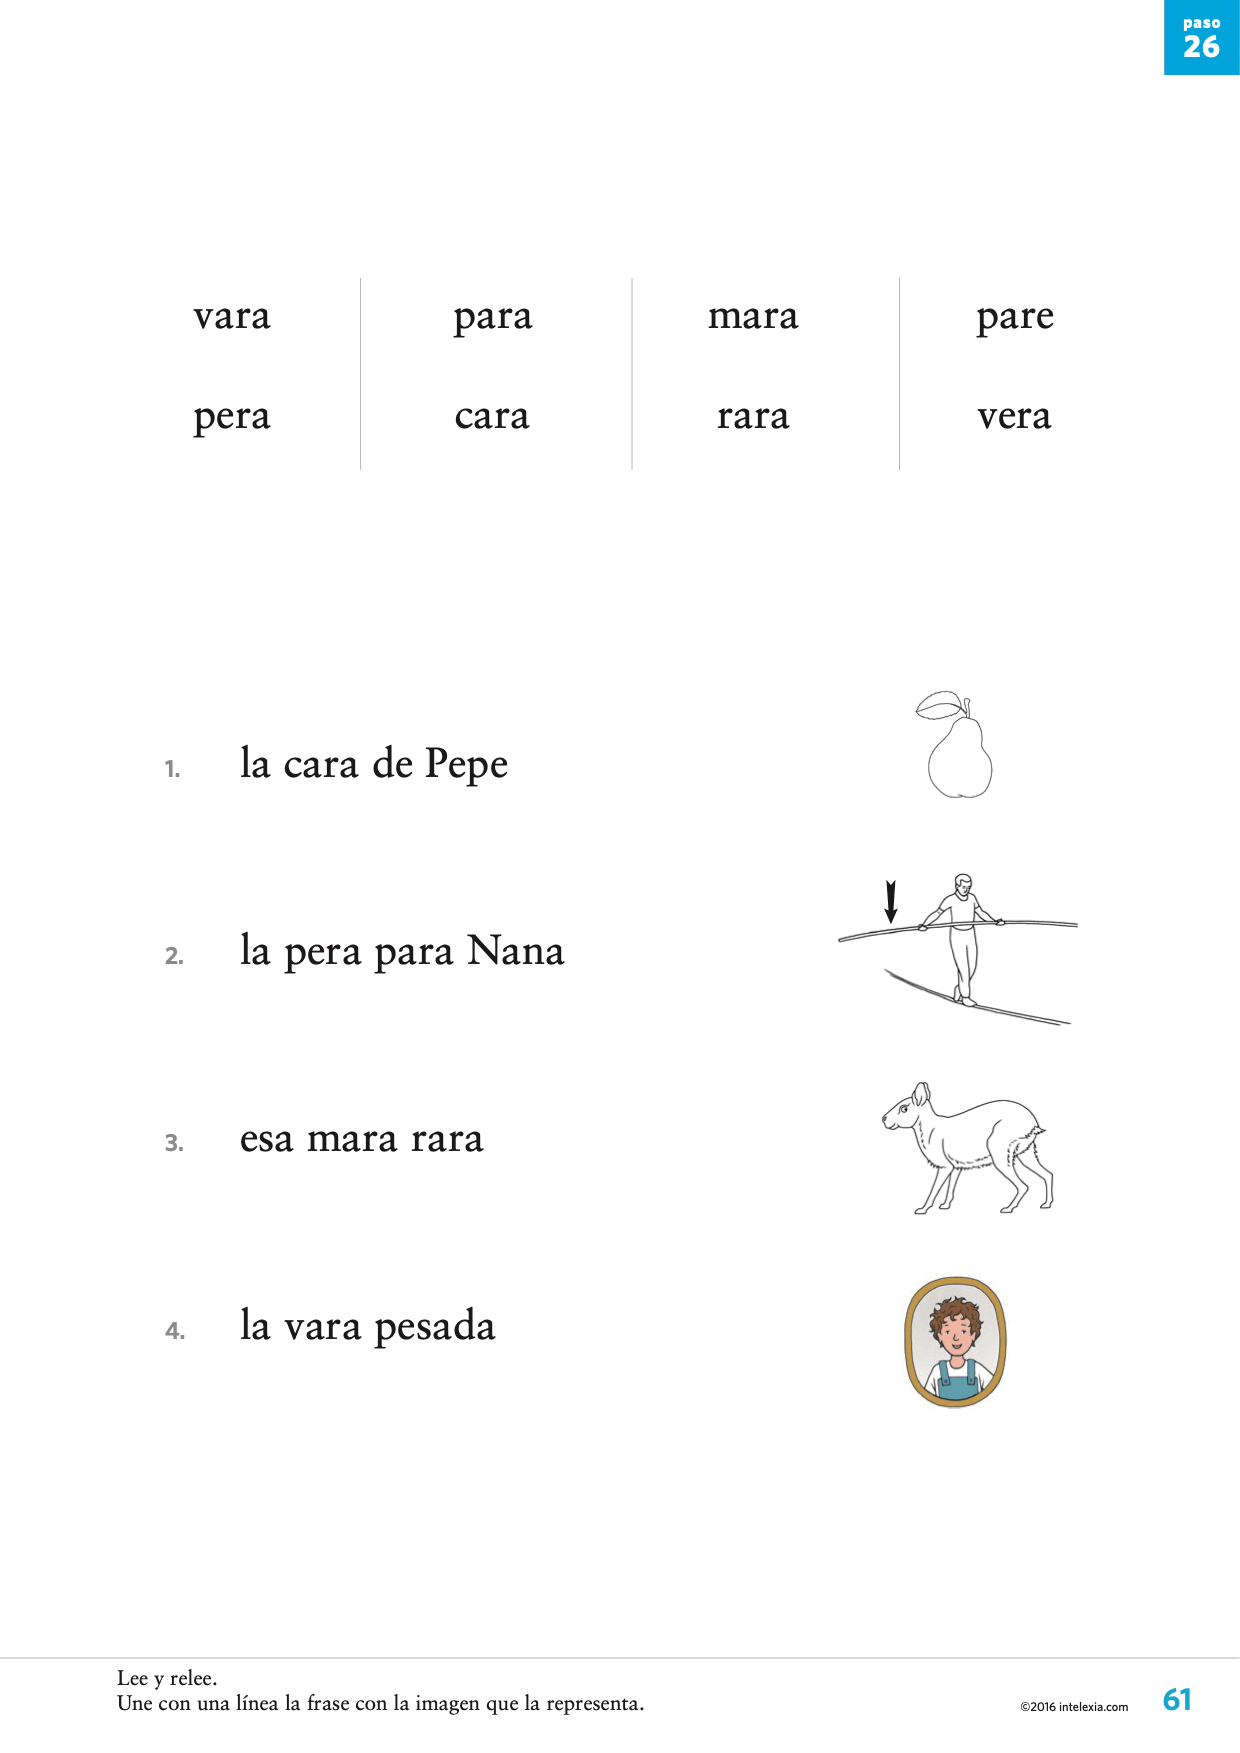 paso
26
vara para mara pare
pera cara rara vera
1. la cara de Pepe
2. la pera para Nana
3. esa mara rara
4. la vara pesada
Lee y relee.
Une con una línea la frase con la imagen que la representa.
©2016 intelexia.com 61